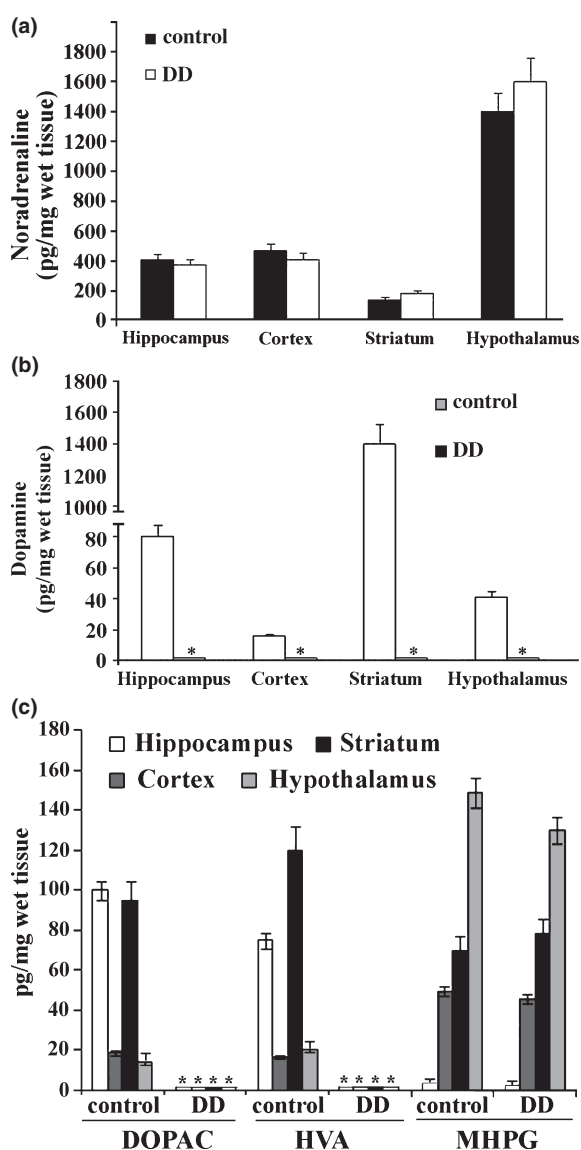 (a)
control
DD
Noradrenaline
(pg/mg wet tissue)
1800
1600
1400
1200
1000
800
600
400
200
0
Hippocampus Cortex Striatum Hypothalamus
(b)
control
DD
Dopamine
(pg/mg wet tissue)
1800
1600
1400
1200
1000
80
60
40
20
0
* * * *
Hippocampus Cortex Striatum Hypothalamus
(c)
Hippocampus Striatum
Cortex Hypothalamus
pg/mg wet tissue
180
160
140
120
100
80
60
40
20
0
* * * * * * * *
control DD control DD control DD
DOPAC HVA MHPG